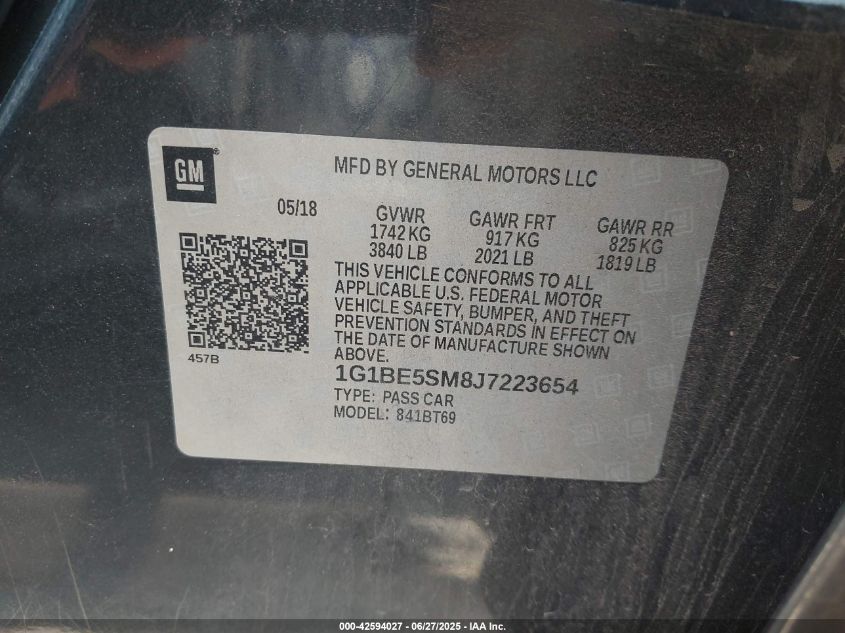 GM
MFD BY GENERAL MOTORS LLC
05/18
GVWR
1742 KG
3840 LB
GAWR FRT
917 KG
2021 LB
GAWR RR
825 KG
1819 LB
THIS VEHICLE CONFORMS TO ALL
APPLICABLE U.S. FEDERAL MOTOR
VEHICLE SAFETY, BUMPER, AND THEFT
PREVENTION STANDARDS IN EFFECT ON
THE DATE OF MANUFACTURE SHOWN
ABOVE.
457B
1G1BE5SM8J7223654
TYPE: PASS CAR
MODEL: 841BT69
000-42594027 - 06/27/2025 - IAA Inc.